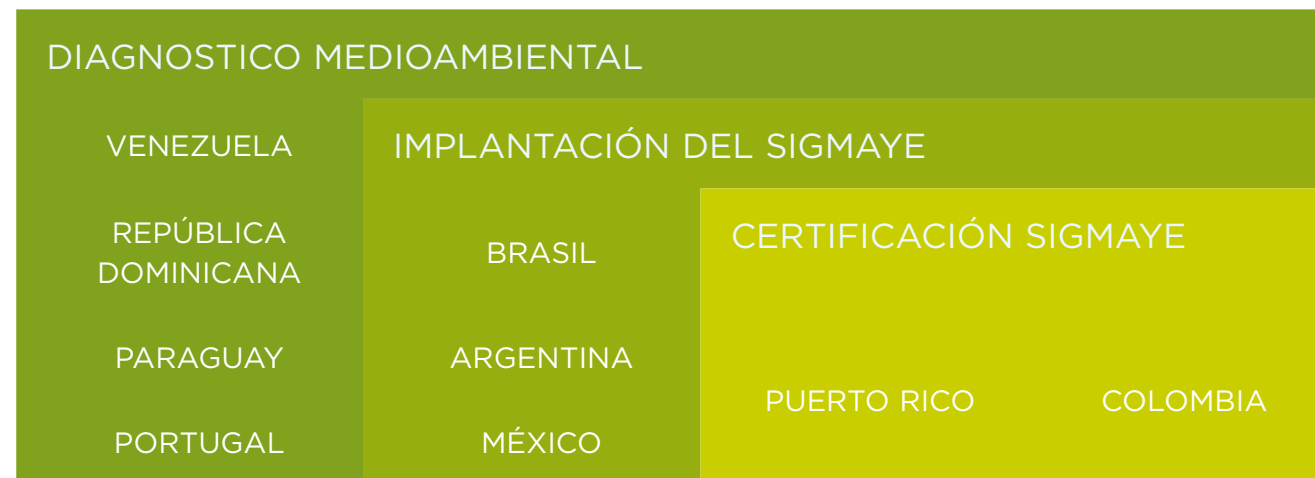 DIAGNOSTICO MEDIOAMBIENTAL
VENEZUELA
REPÚBLICA
DOMINICANA
PARAGUAY
PORTUGAL
IMPLANTACIÓN DEL SIGMAYE
BRASIL
ARGENTINA
MÉXICO
CERTIFICACIÓN SIGMAYE
PUERTO RICO
COLOMBIA